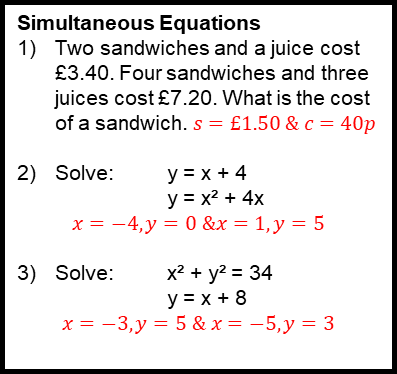 Simultaneous Equations
1) Two sandwiches and a juice cost
£3.40. Four sandwiches and three
juices cost £7.20. What is the cost
of a sandwich. s = £1.50 & c = 40p
2) Solve: y = x + 4
y = x² + 4x
x = −4, y = 0 & x = 1, y = 5
3) Solve: x² + y² = 34
y = x + 8
x = −3, y = 5 & x = −5, y = 3